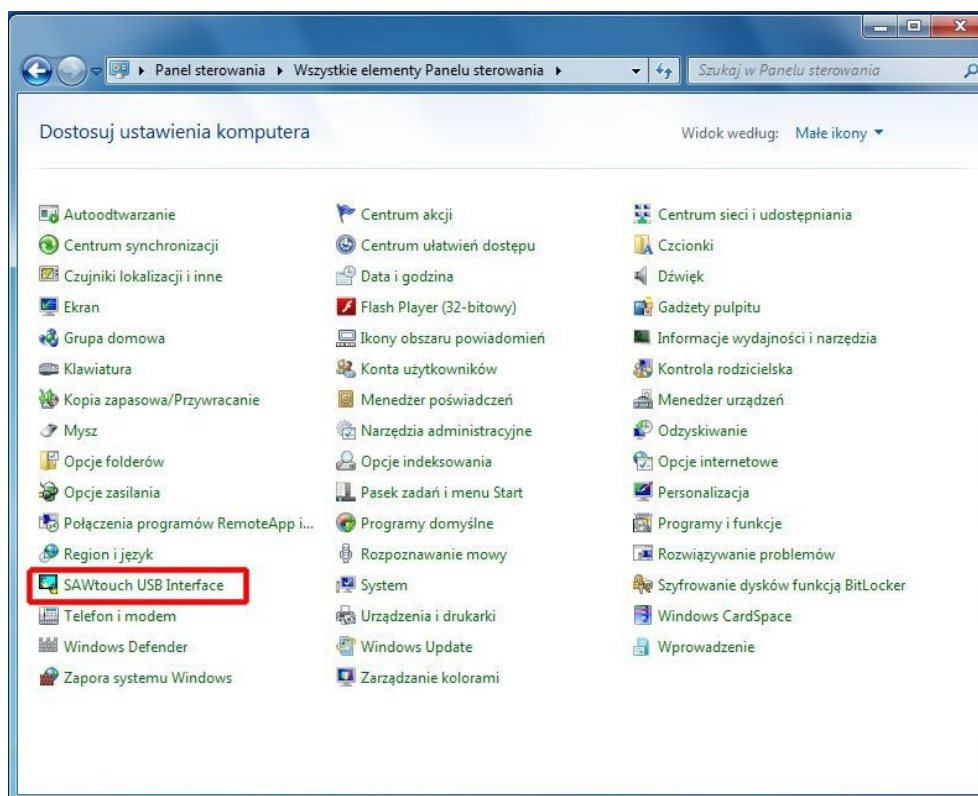 Panel sterowania Wszystkie elementy Panelu sterowania Szukaj w Panelu sterowania
Dostosuj ustawienia komputera Widok według: Małe ikony
Autoodtwarzanie Centrum akcji Centrum sieci i udostępniania
Centrum synchronizacji Centrum ułatwień dostępu Czcionki
Czujniki lokalizacji i inne Data i godzina Dźwięk
Ekran Flash Player (32-bitowy) Gadżety pulpitu
Grupa domowa Ikony obszaru powiadomień Informacje wydajności i narzędzia
Klawiatura Konta użytkowników Kontrola rodzicielska
Kopia zapasowa/Przywracanie Menedżer poświadczeń Menedżer urządzeń
Mysz Narzędzia administracyjne Odzyskiwanie
Opcje folderów Opcje indeksowania Opcje internetowe
Opcje zasilania Pasek zadań i menu Start Personalizacja
Połączenia programów RemoteApp i... Programy domyślne Programy i funkcje
Region i język Rozpoznawanie mowy Rozwiązywanie problemów
SAWtouch USB Interface System Szyfrowanie dysków funkcją BitLocker
Telefon i modem Urządzenia i drukarki Windows CardSpace
Windows Defender Windows Update Wprowadzenie
Zapora systemu Windows Zarządzanie kolorami